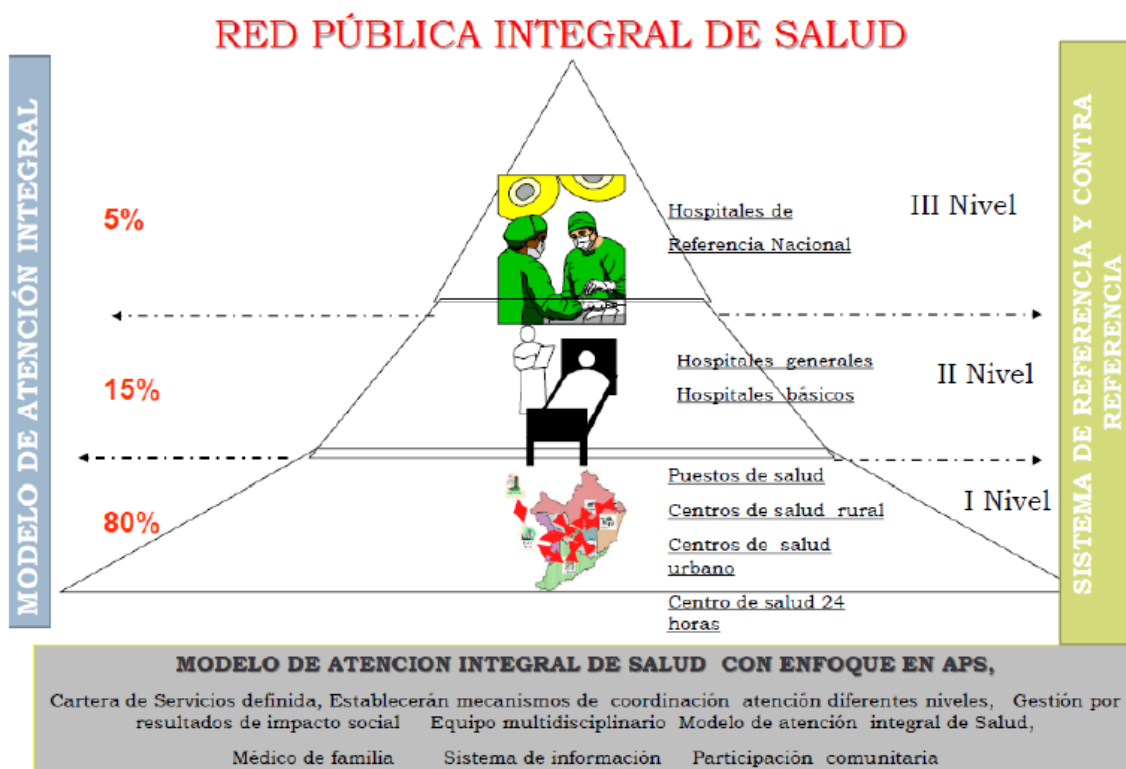 RED PÚBLICA INTEGRAL DE SALUD
MODELO DE ATENCIÓN INTEGRAL
5%
Hospitales de
Referencia Nacional
III Nivel
15%
Hospitales generales
Hospitales básicos
II Nivel
80%
Puestos de salud
Centros de salud rural
Centros de salud
urbano
Centro de salud 24
horas
I Nivel
SISTEMA DE REFERENCIA Y CONTRA
REFERENCIA
MODELO DE ATENCION INTEGRAL DE SALUD CON ENFOQUE EN APS,
Cartera de Servicios definida, Establecerán mecanismos de coordinación atención diferentes niveles, Gestión por
resultados de impacto social Equipo multidisciplinario Modelo de atención integral de Salud,
Médico de familia Sistema de información Participación comunitaria